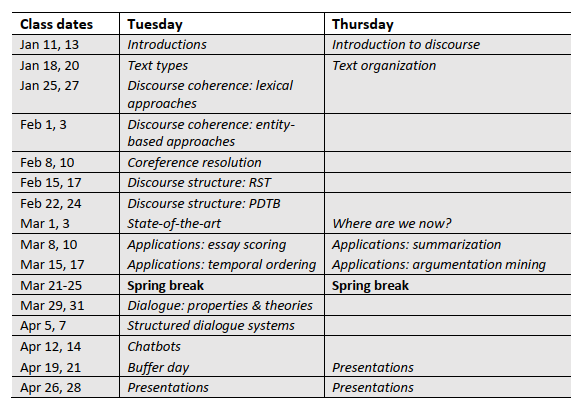 Class dates Tuesday Thursday
Jan 11, 13 Introductions Introduction to discourse
Jan 18, 20 Text types Text organization
Jan 25, 27 Discourse coherence: lexical
approaches
Feb 1, 3 Discourse coherence: entity-
based approaches
Feb 8, 10 Coreference resolution
Feb 15, 17 Discourse structure: RST
Feb 22, 24 Discourse structure: PDTB
Mar 1, 3 State-of-the-art Where are we now?
Mar 8, 10 Applications: essay scoring Applications: summarization
Mar 15, 17 Applications: temporal ordering Applications: argumentation mining
Mar 21-25 Spring break Spring break
Mar 29, 31 Dialogue: properties & theories
Apr 5, 7 Structured dialogue systems
Apr 12, 14 Chatbots
Apr 19, 21 Buffer day Presentations
Apr 26, 28 Presentations Presentations